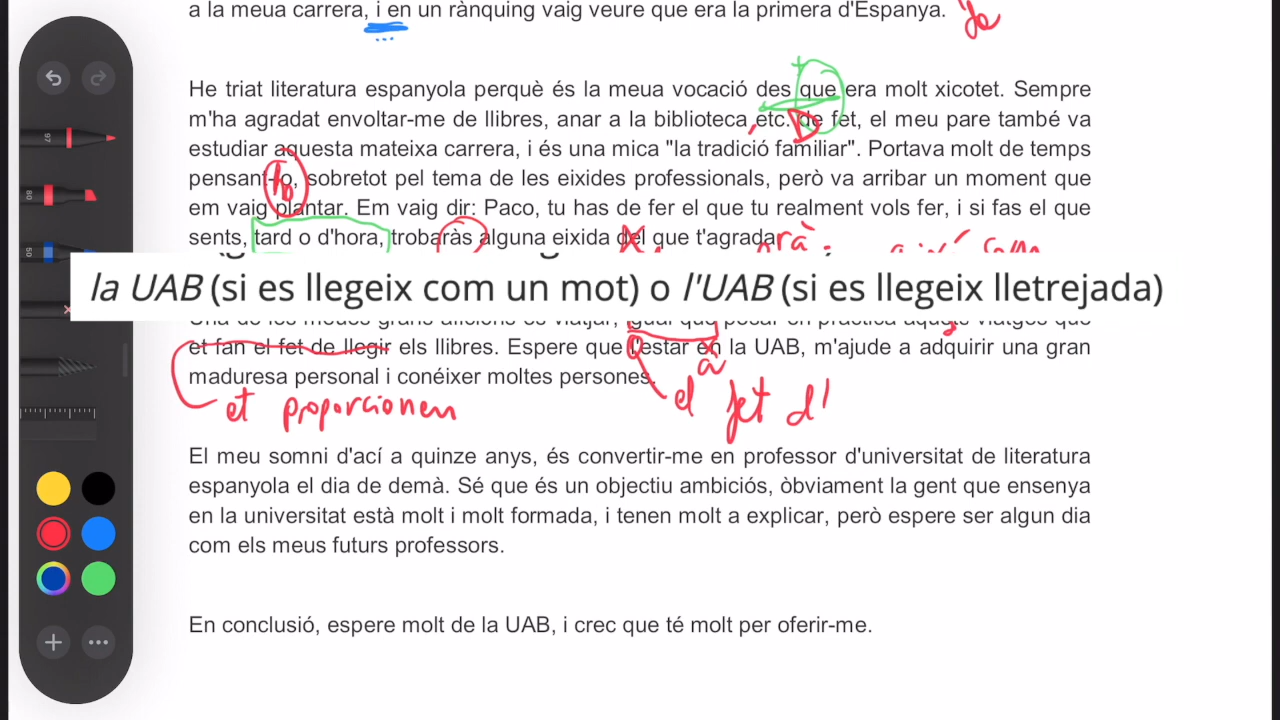 a la meua carrera, i en un rànquing vaig veure que era la primera d'Espanya.
He triat literatura espanyola perquè és la meua vocació des que era molt xicotet. Sempre
m'ha agradat envoltar-me de llibres, anar a la biblioteca etc. de fet, el meu pare també va
D
estudiar aquesta mateixa carrera, i és una mica "la tradició familiar". Portava molt de temps
pensant-lo, sobretot pel tema de les eixides professionals, però va arribar un moment que
ho
em vaig plantar. Em vaig dir: Paco, tu has de fer el que tu realment vols fer, i si fas el que
sents, tard o d'hora, trobaràs alguna eixida del que t'agrada
rà
la UAB (si es llegeix com un mot) o l'UAB (si es llegeix lletrejada)
et fan el fet de llegir els llibres. Espere que l'estar en la UAB, m'ajude a adquirir una gran
a
maduresa personal i conéixer moltes persones.
et proporcionen
el fet d'
El meu somni d'ací a quinze anys, és convertir-me en professor d'universitat de literatura
espanyola el dia de demà. Sé que és un objectiu ambiciós, òbviament la gent que ensenya
en la universitat està molt i molt formada, i tenen molt a explicar, però espere ser algun dia
com els meus futurs professors.
En conclusió, espere molt de la UAB, i crec que té molt per oferir-me.
97
80
50